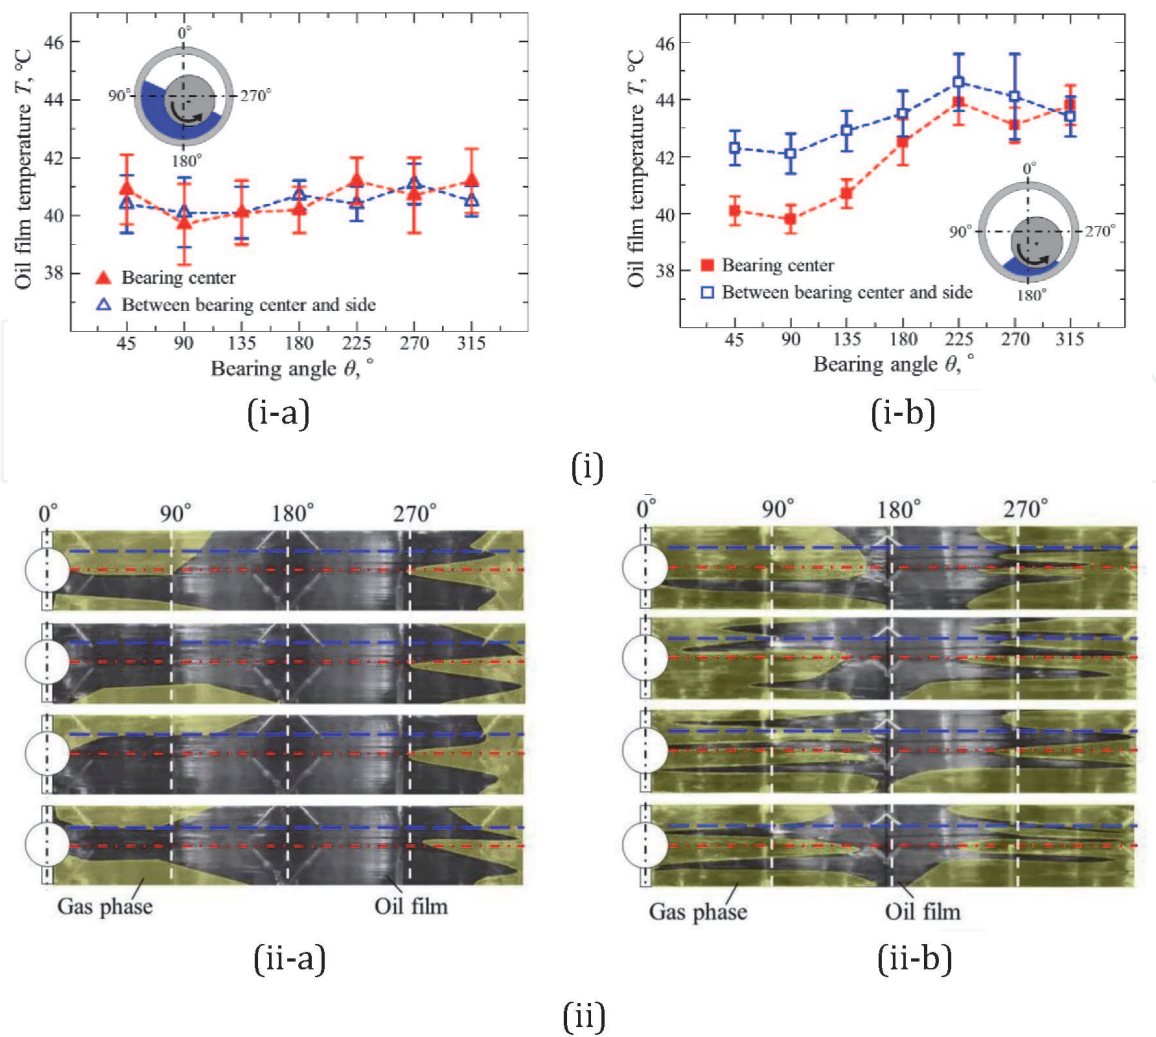 46
44
42
40
38
Oil film temperature T, °C
0°
90°
270°
180°
Bearing center
Between bearing center and side
45 90 135 180 225 270 315
Bearing angle θ, °
(i-a)
46
44
42
40
38
Oil film temperature T, °C
0°
90°
270°
180°
Bearing center
Between bearing center and side
45 90 135 180 225 270 315
Bearing angle θ, °
(i-b)
(i)
0° 90° 180° 270°
Gas phase
Oil film
(ii-a)
0° 90° 180° 270°
Gas phase
Oil film
(ii-b)
(ii)